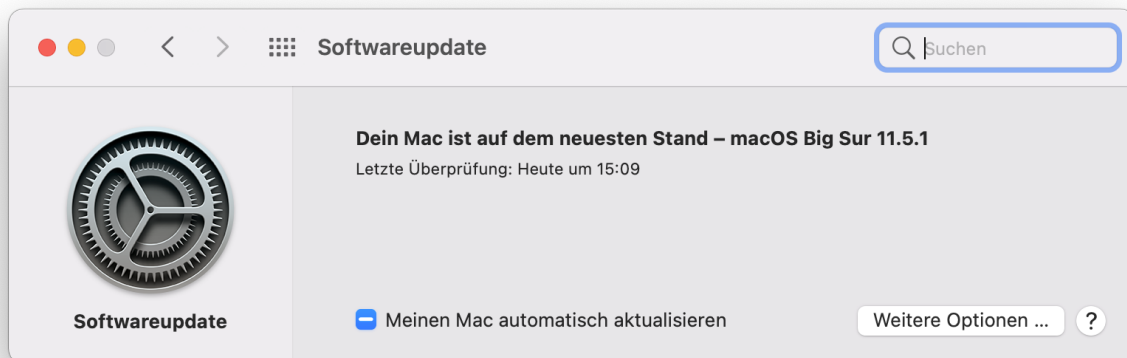 Softwareupdate
Suchen
Dein Mac ist auf dem neuesten Stand – macOS Big Sur 11.5.1
Letzte Überprüfung: Heute um 15:09
Softwareupdate
Meinen Mac automatisch aktualisieren
Weitere Optionen ...
?